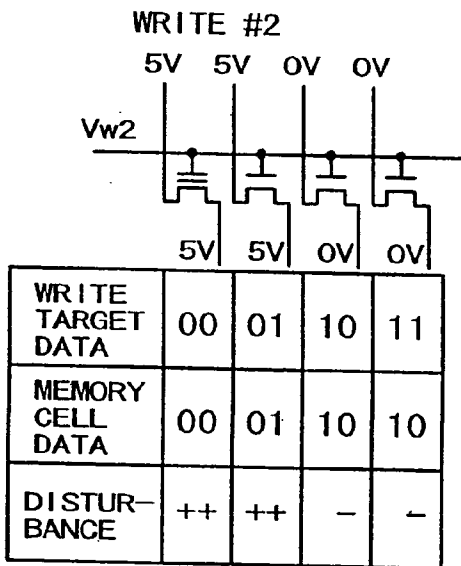 WRITE #2
5V 5V 0V 0V
Vw2
5V 5V 0V 0V
WRITE
TARGET
DATA
00 01 10 11
MEMORY
CELL
DATA
00 01 10 10
DISTUR-
BANCE
++ ++ - -